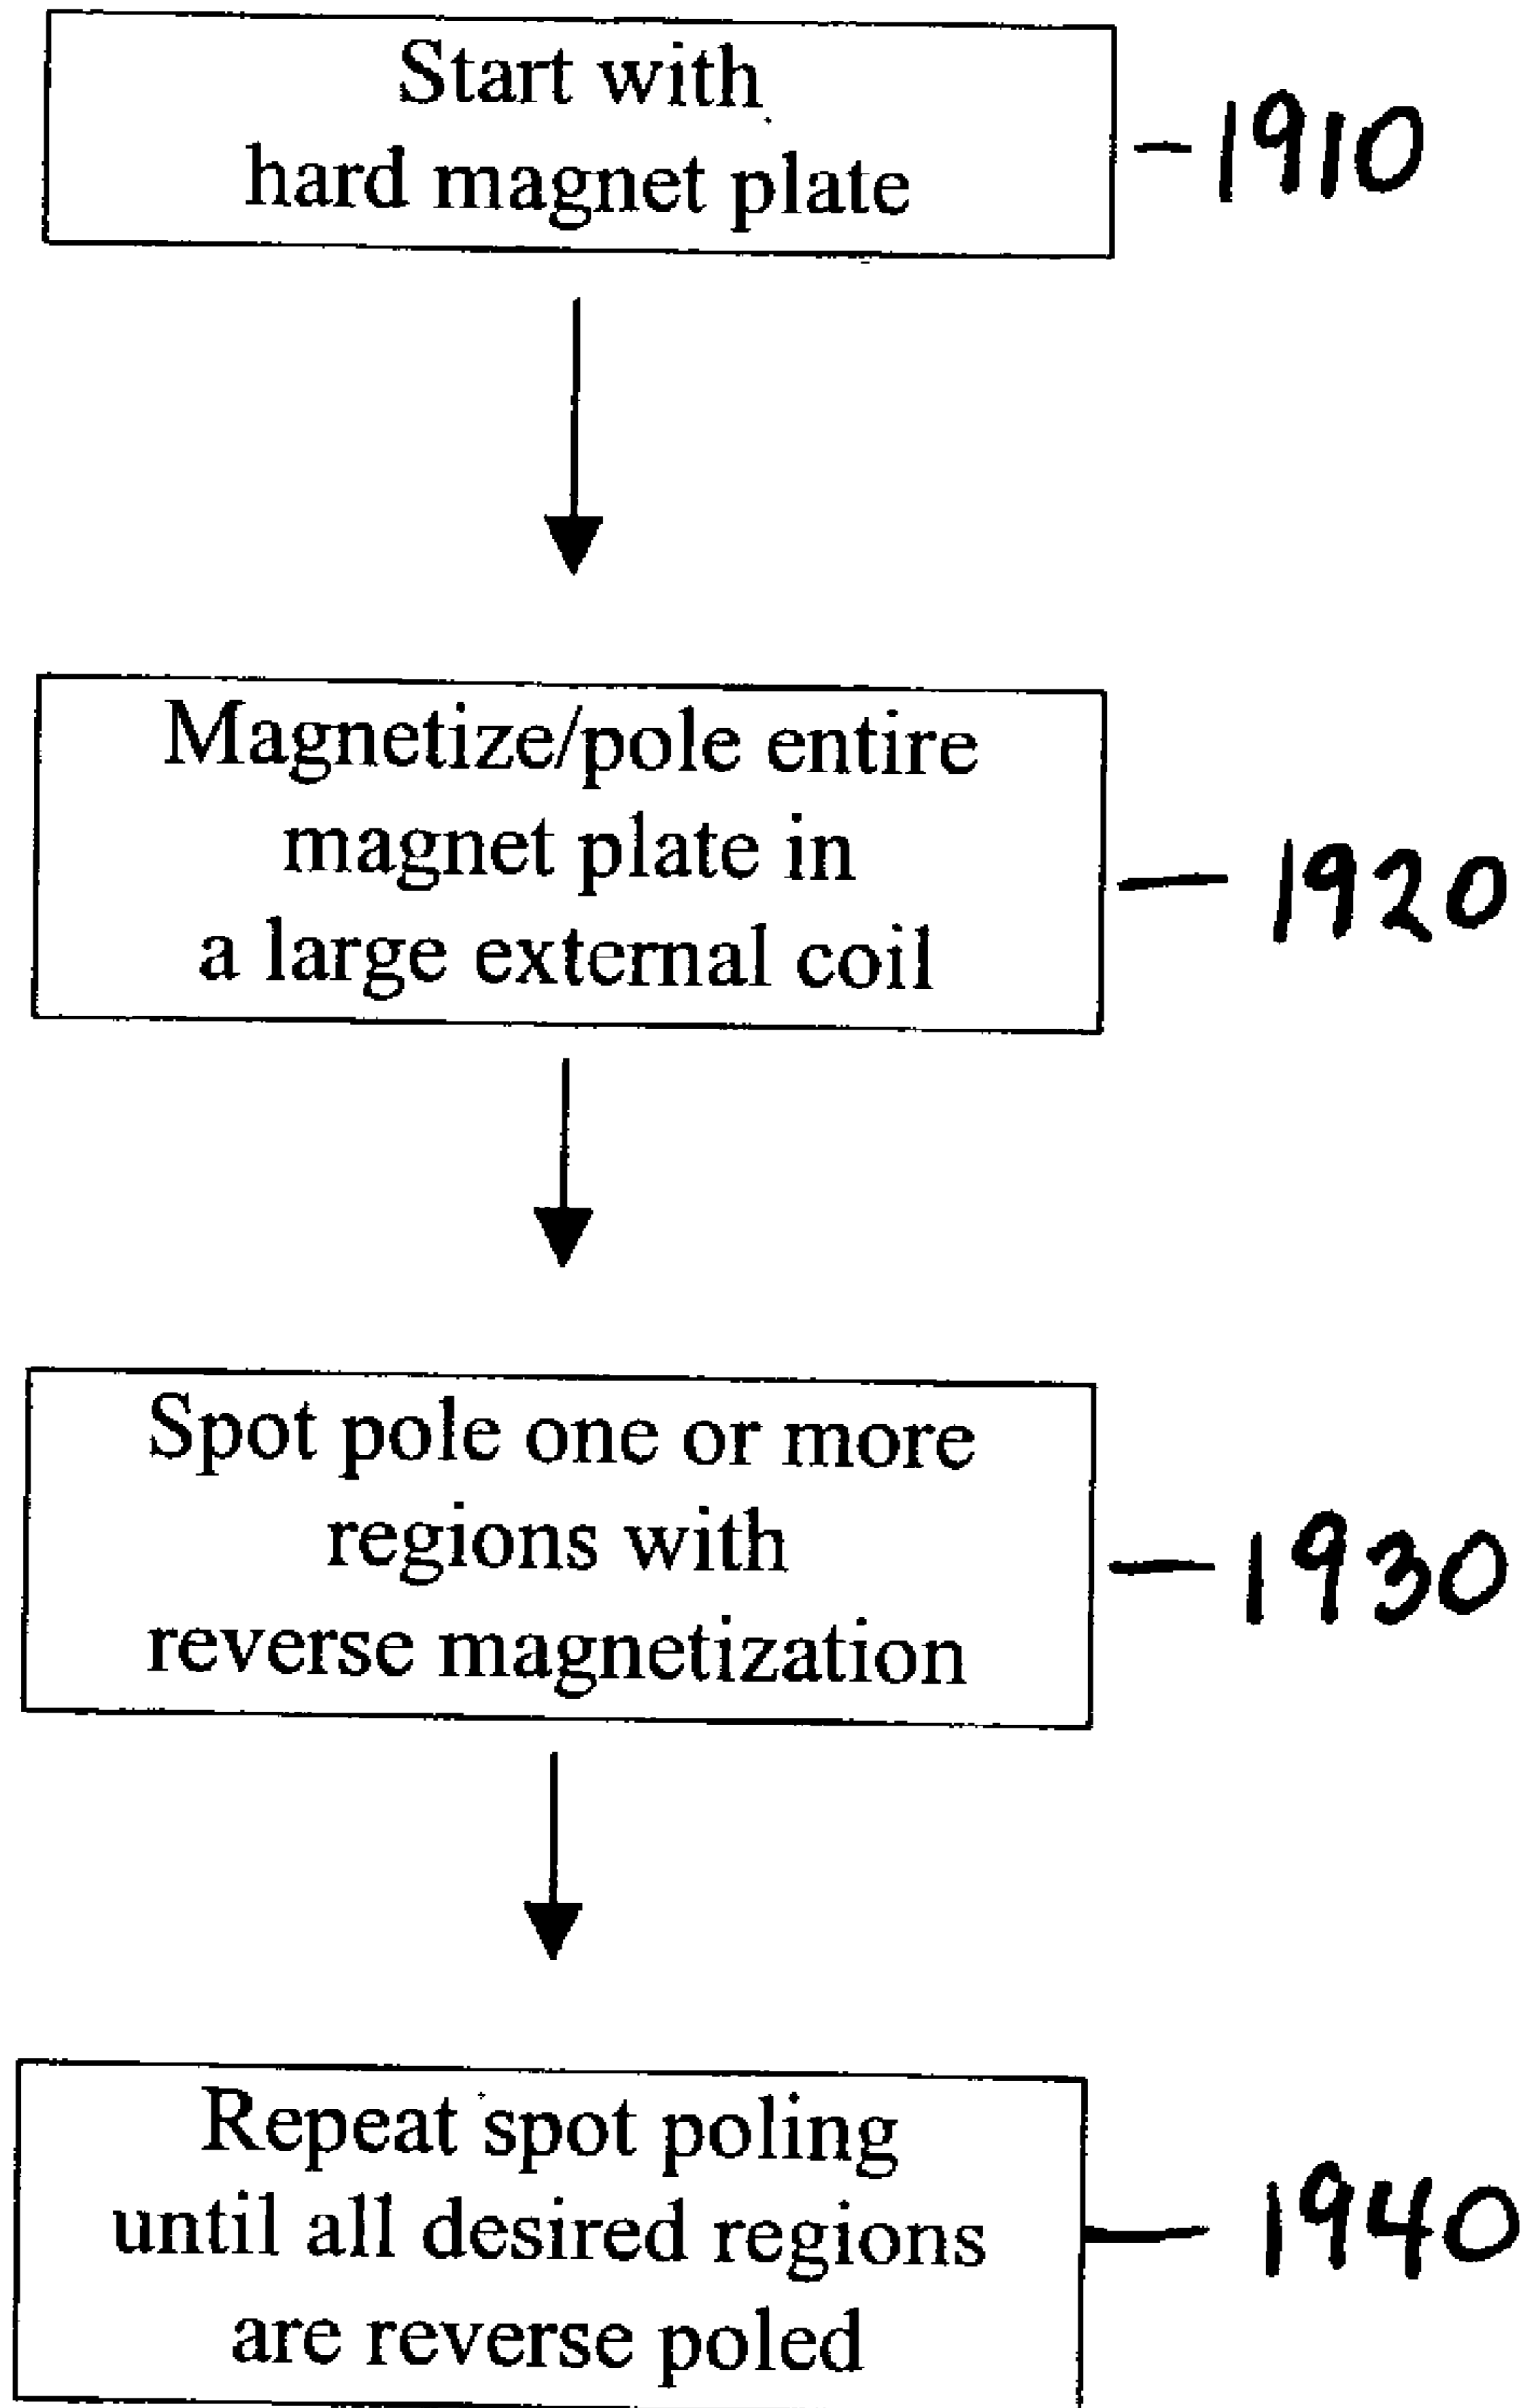 Start with
hard magnet plate
1910
Magnetize/pole entire
magnet plate in
a large external coil
1920
Spot pole one or more
regions with
reverse magnetization
1930
Repeat spot poling
until all desired regions
are reverse poled
1940